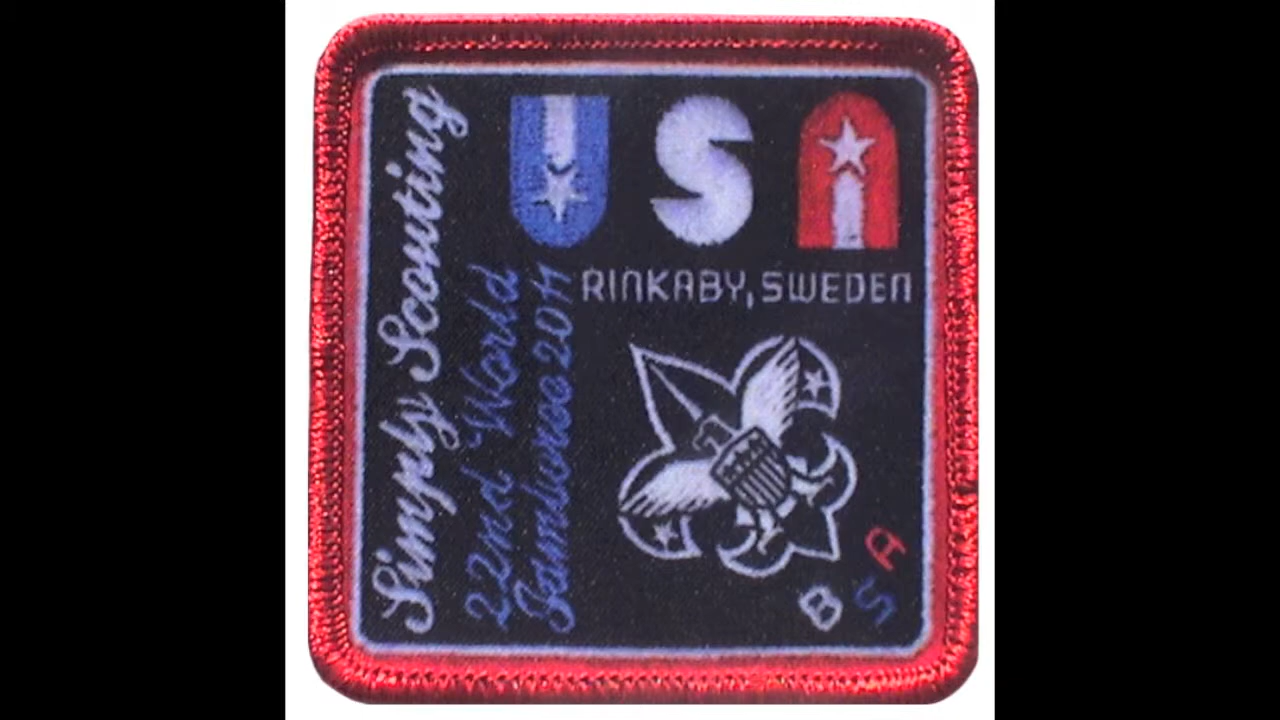 USA
RINKABY, SWEDEN
Simply Scouting
22nd World
Jamboree 2011
BSA